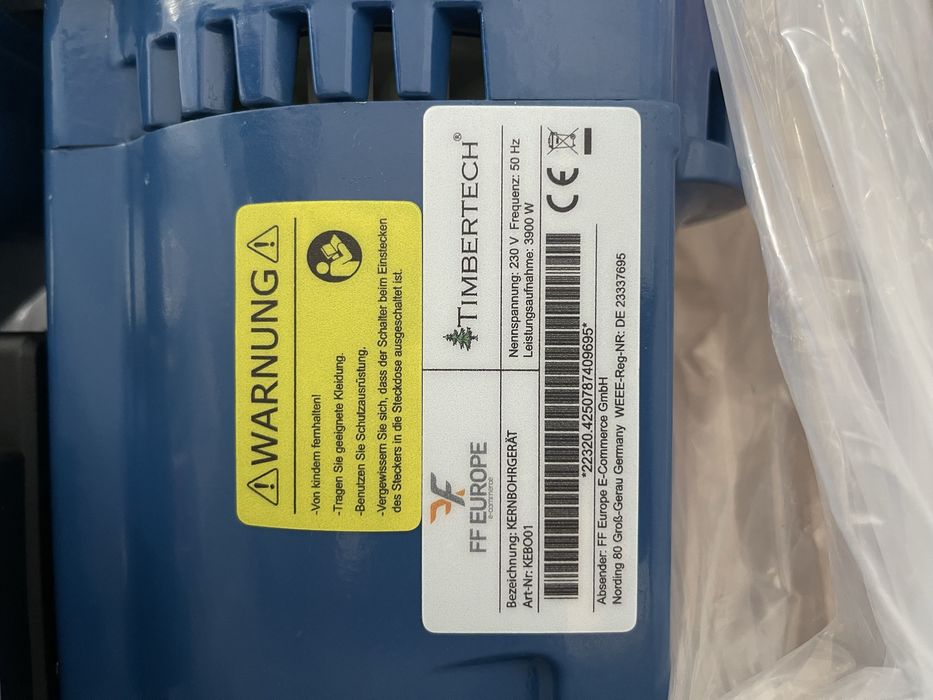 WARNUNG
-Von kindern fernhalten!
-Tragen Sie geeignete Kleidung.
-Benutzen Sie Schutzausrüstung.
-Vergewissern Sie sich, dass der Schalter beim Einstecken
des Steckers in die Steckdose ausgeschaltet ist.
FF EUROPE
e-commerce
TIMBERTECH®
Bezeichnung: KERNBOHRGERÄT
Art-Nr: KEBO01
Nennspannung: 230 V Frequenz: 50 Hz
Leistungsaufnahme: 3900 W
CE
*22320.4250787409695*
Absender: FF Europe E-Commerce GmbH
Nording 80 Groß-Gerau Germany WEEE-Reg-NR: DE 23337695